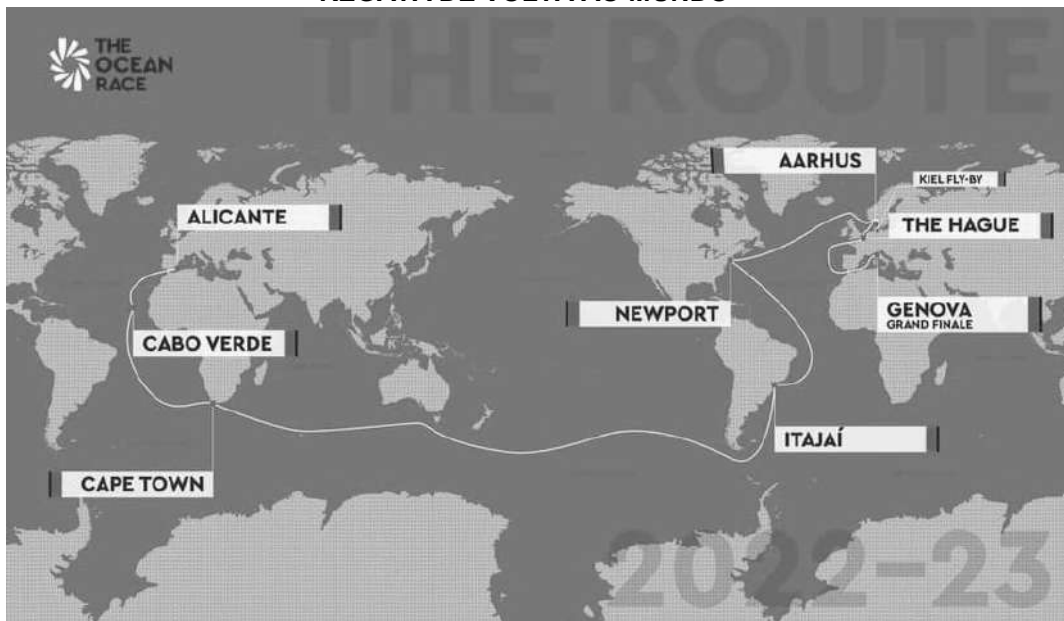 THE ROUTE
THE
OCEAN
RACE
AARHUS
KIEL FLY-BY
ALICANTE
THE HAGUE
NEWPORT
GENOVA
GRAND FINALE
CABO VERDE
ITAJAÍ
CAPE TOWN
2022-23